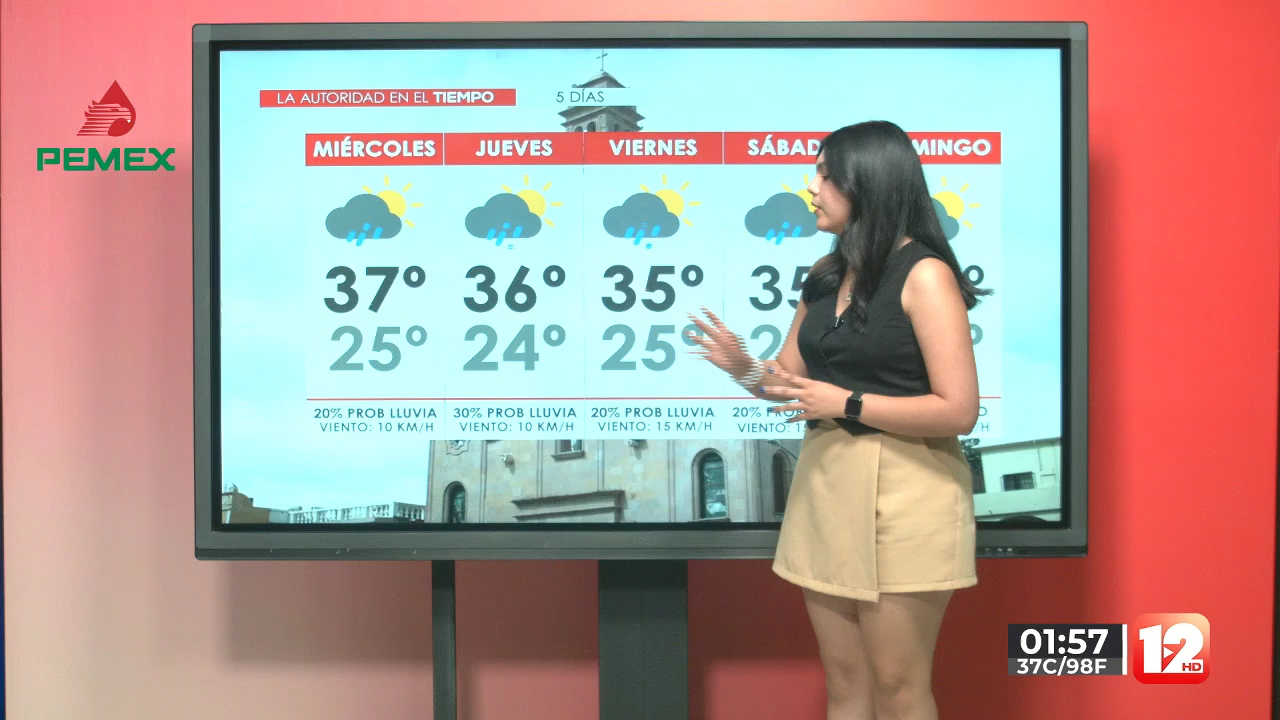 LA AUTORIDAD EN EL TIEMPO
5 DÍAS
PEMEX
MIÉRCOLES JUEVES VIERNES
37° 36° 35°
25° 24° 25°
20% PROB LLUVIA 30% PROB LLUVIA 20% PROB LLUVIA 20%
VIENTO: 10 KM/H VIENTO: 10 KM/H VIENTO: 15 KM/H VIENTO:
01:57
37C/98F
12
HD